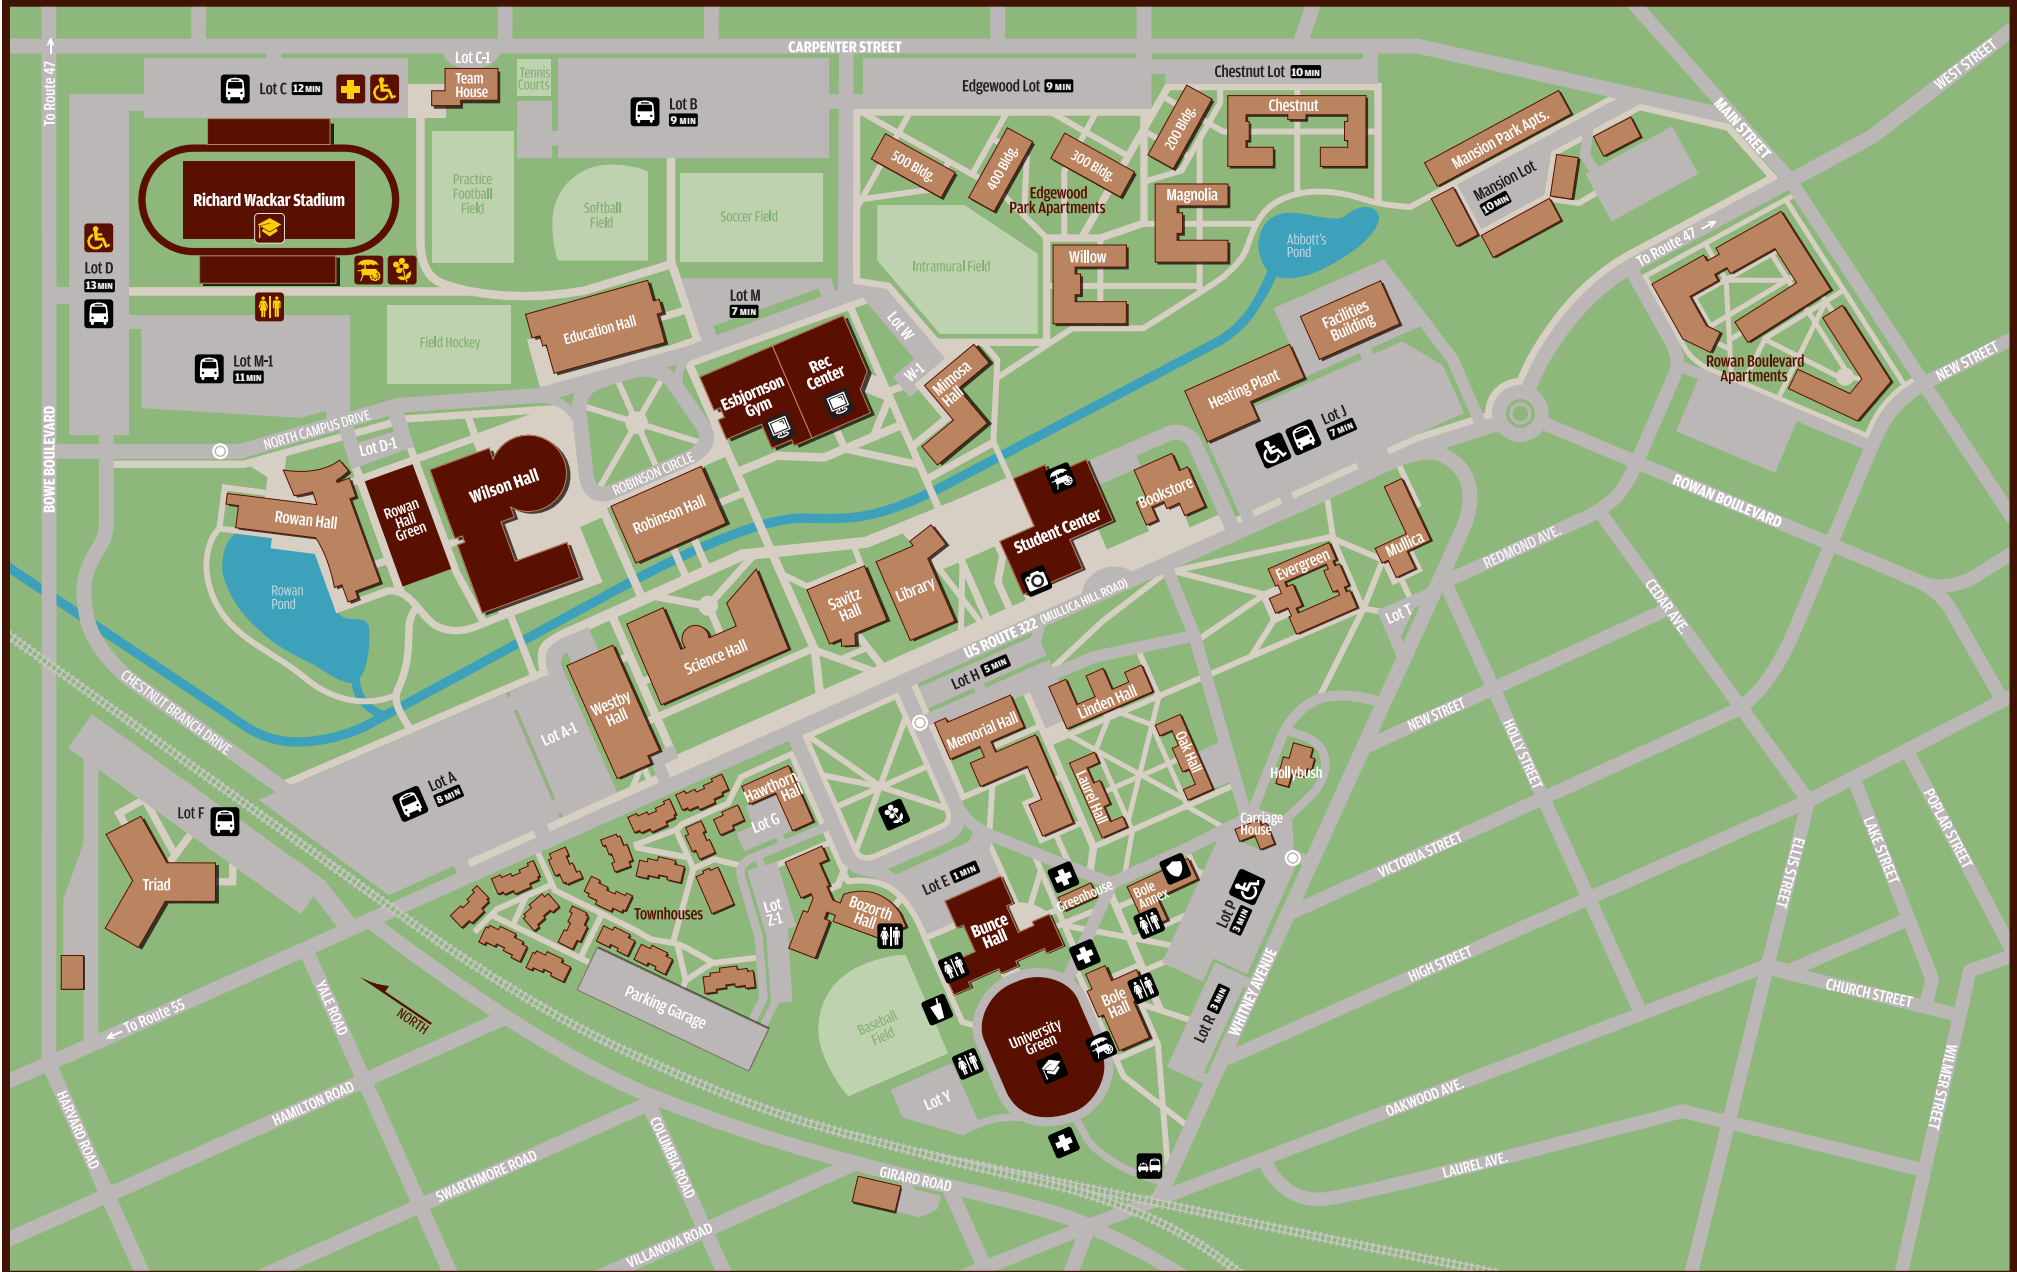 CARPENTER STREET
To Route 47
Lot C-1
Team
House
Tennis
Courts
Lot C 12 MIN
Lot B
9 MIN
Edgewood Lot 9 MIN
Chestnut Lot 10 MIN
WEST STREET
MAIN STREET
Chestnut
200 Bldg.
300 Bldg.
400 Bldg.
500 Bldg.
Edgewood
Park Apartments
Magnolia
Willow
Mansion Park Apts.
Mansion Lot
10 MIN
Richard Wackar Stadium
Practice
Football
Field
Softball
Field
Soccer Field
Intramural Field
Abbott's
Pond
To Route 47
Lot D
13 MIN
Lot M
7 MIN
Lot M-1
11 MIN
Field Hockey
Education Hall
Lot W
W-1
Mimosa
Hall
Esbjornson
Gym
Rec
Center
Facilities
Building
Heating Plant
Lot J
7 MIN
Rowan Boulevard
Apartments
NEW STREET
BOWE BOULEVARD
NORTH CAMPUS DRIVE
Lot D-1
Rowan Hall
Rowan
Hall
Green
Wilson Hall
ROBINSON CIRCLE
Robinson Hall
Student Center
Bookstore
Mullica
Evergreen
ROWAN BOULEVARD
REDMOND AVE.
CEDAR AVE.
Rowan
Pond
Science Hall
Savitz
Hall
Library
US ROUTE 322 (MULLICA HILL ROAD)
Lot H 5 MIN
Lot T
CHESTNUT BRANCH DRIVE
Lot A-1
Westby
Hall
Memorial Hall
Linden Hall
Oak Hall
Laurel Hall
NEW STREET
HOLLY STREET
Hollybush
Carriage
House
Lot A
8 MIN
Lot F
Triad
Hawthorn
Hall
Lot G
Townhouses
Lot
Z-1
Bozorth
Hall
Lot E 1 MIN
Bunce
Hall
Greenhouse
Bole
Annex
Lot P
3 MIN
VICTORIA STREET
ELLIS STREET
LAKE STREET
POPLAR STREET
HIGH STREET
CHURCH STREET
WHITNEY AVENUE
Lot R 3 MIN
Bole
Hall
University
Green
Baseball
Field
Parking Garage
Lot Y
NORTH
To Route 55
YALE ROAD
HARVARD ROAD
HAMILTON ROAD
SWARTHMORE ROAD
COLUMBIA ROAD
VILLANOVA ROAD
GIRARD ROAD
OAKWOOD AVE.
LAUREL AVE.
WILMER STREET